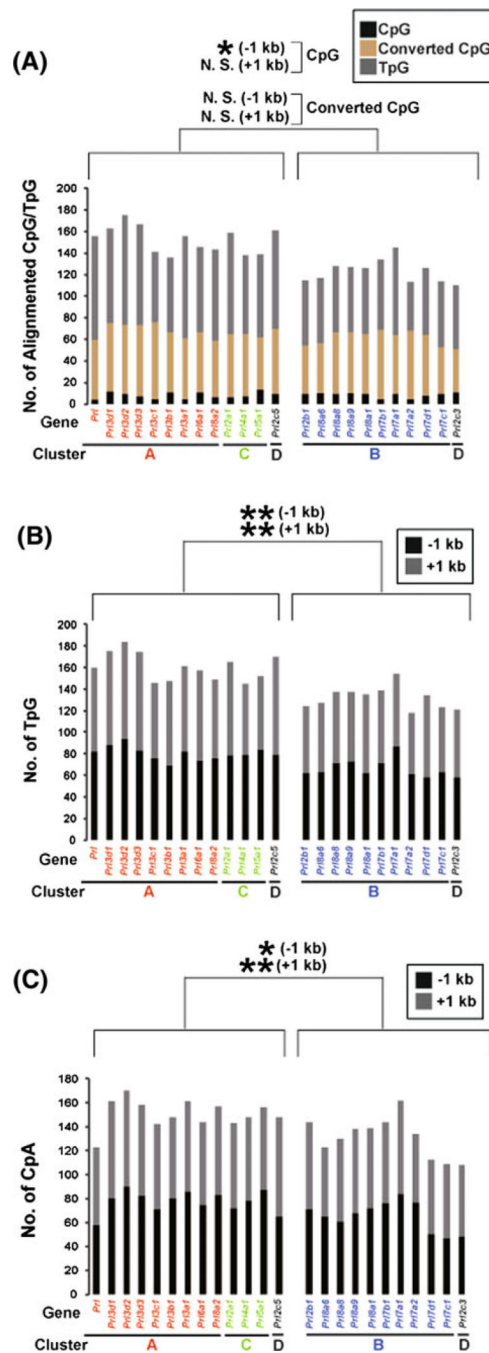 (A)
CpG
Converted CpG
TpG
* (-1 kb)
N. S. (+1 kb)
CpG
N. S. (-1 kb)
N. S. (+1 kb)
Converted CpG
No. of Alignmented CpG/TpG
200
180
160
140
120
100
80
60
40
20
0
Gene
Prl Prl3d1 Prl3d2 Prl3d3 Prl3c1 Prl3b1 Prl3a1 Prl6a1 Prl8a2 Prl2a1 Prl4a1 Prl5a1 Prl2c5 Prl2b1 Prl8a6 Prl8a8 Prl8a9 Prl8a1 Prl7b1 Prl7a1 Prl7a2 Prl7d1 Prl7c1 Prl2c3
Cluster A C D B D
(B)
** (-1 kb)
** (+1 kb)
-1 kb
+1 kb
No. of TpG
200
180
160
140
120
100
80
60
40
20
0
Gene
Prl Prl3d1 Prl3d2 Prl3d3 Prl3c1 Prl3b1 Prl3a1 Prl6a1 Prl8a2 Prl2a1 Prl4a1 Prl5a1 Prl2c5 Prl2b1 Prl8a6 Prl8a8 Prl8a9 Prl8a1 Prl7b1 Prl7a1 Prl7a2 Prl7d1 Prl7c1 Prl2c3
Cluster A C D B D
(C)
* (-1 kb)
** (+1 kb)
-1 kb
+1 kb
No. of CpA
180
160
140
120
100
80
60
40
20
0
Gene
Prl Prl3d1 Prl3d2 Prl3d3 Prl3c1 Prl3b1 Prl3a1 Prl6a1 Prl8a2 Prl2a1 Prl4a1 Prl5a1 Prl2c5 Prl2b1 Prl8a6 Prl8a8 Prl8a9 Prl8a1 Prl7b1 Prl7a1 Prl7a2 Prl7d1 Prl7c1 Prl2c3
Cluster A C D B D